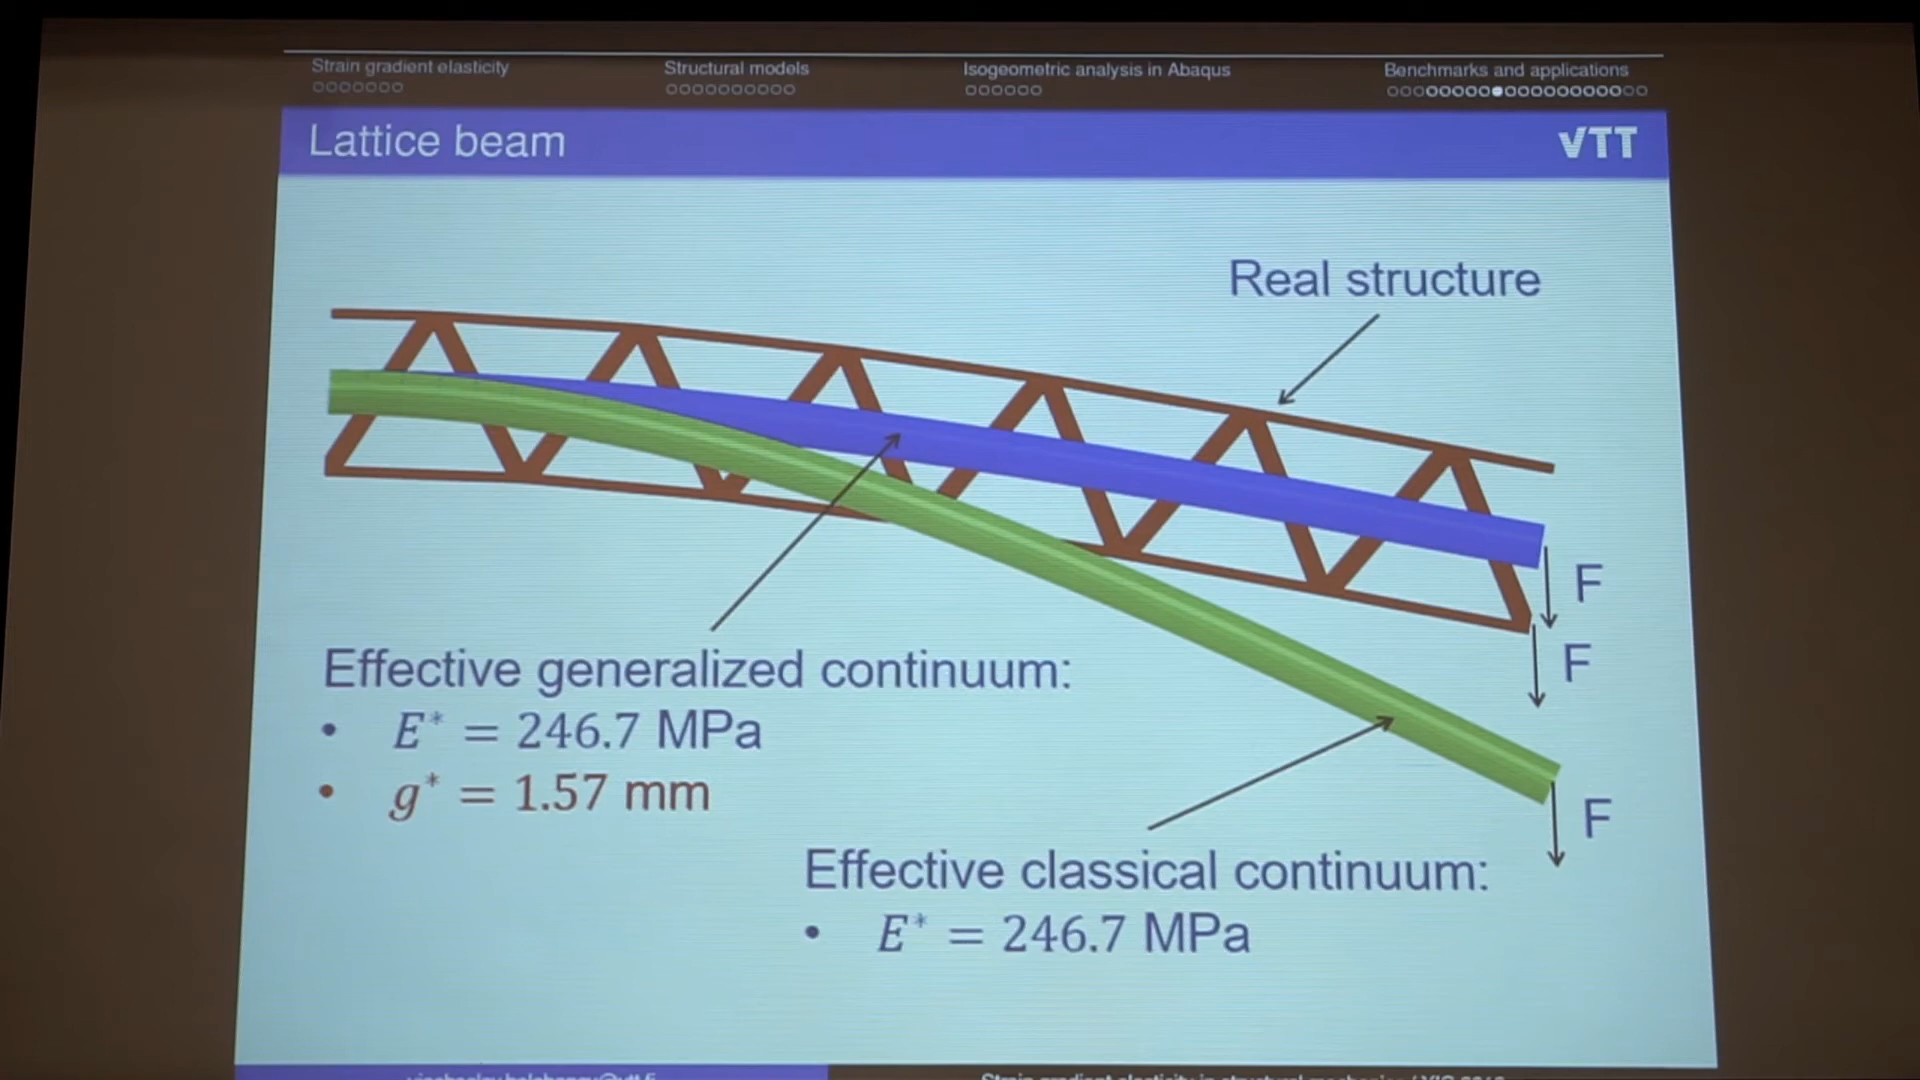 Strain gradient elasticity
Structural models
Isogeometric analysis in Abaqus
Benchmarks and applications
Lattice beam
VTT
Real structure
F
F
Effective generalized continuum:
• E* = 246.7 MPa
• g* = 1.57 mm
F
Effective classical continuum:
• E* = 246.7 MPa